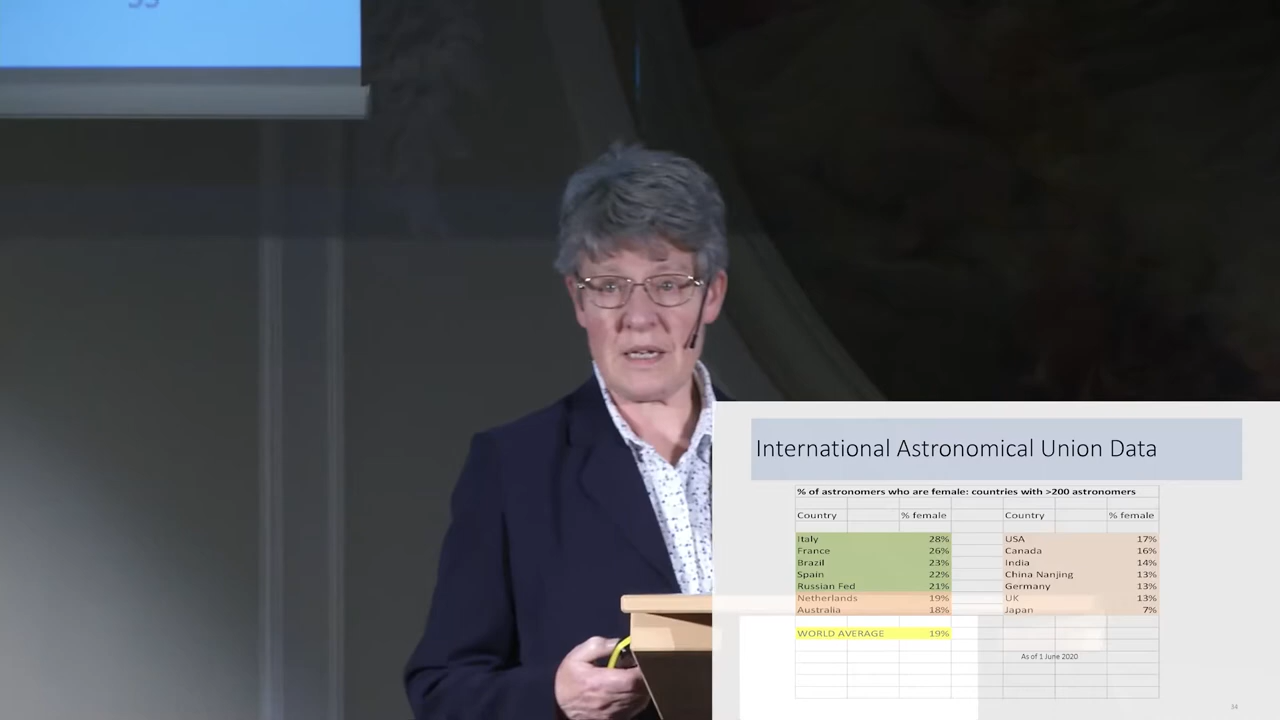 International Astronomical Union Data
% of astronomers who are female: countries with >200 astronomers
Country % female Country % female
Italy 28% USA 17%
France 26% Canada 16%
Brazil 23% India 14%
Spain 22% China Nanjing 13%
Russian Fed 21% Germany 13%
Netherlands 19% UK 13%
Australia 18% Japan 7%
WORLD AVERAGE 19%
As of 1 June 2020
34